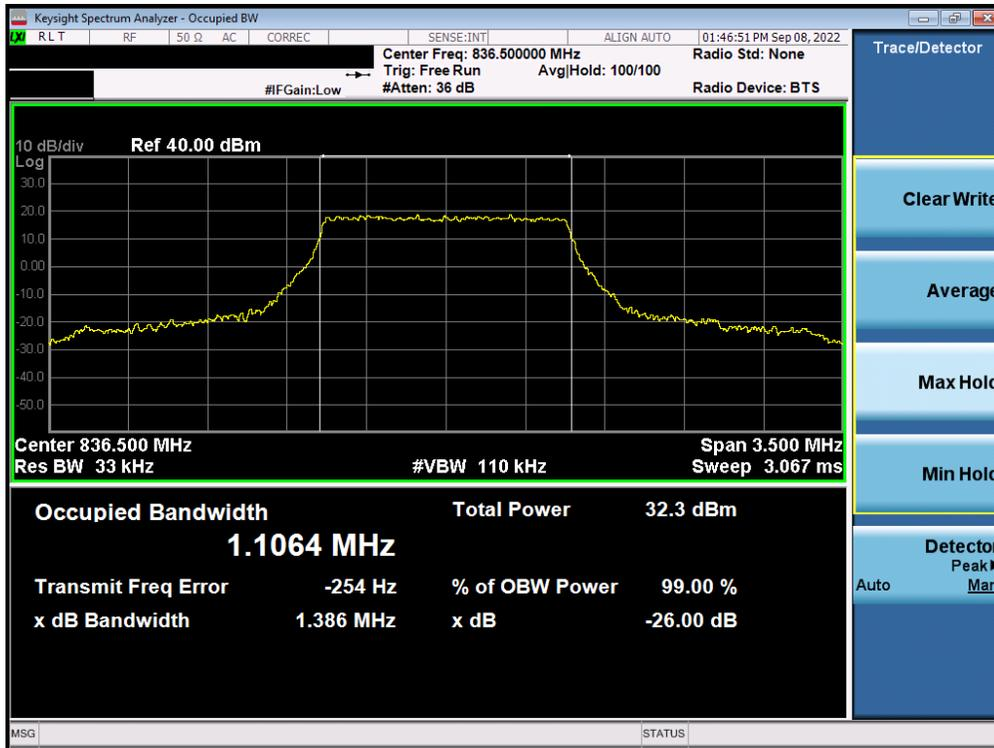 Keysight Spectrum Analyzer - Occupied BW
LXI R L T RF 50 Ω AC CORREC SENSE:INT ALIGN AUTO 01:46:51 PM Sep 08, 2022
Center Freq: 836.500000 MHz Radio Std: None
Trig: Free Run Avg|Hold: 100/100
#IFGain:Low #Atten: 36 dB Radio Device: BTS
Trace/Detector
10 dB/div Ref 40.00 dBm
Log
30.0
20.0
10.0
0.00
-10.0
-20.0
-30.0
-40.0
-50.0
Center 836.500 MHz Span 3.500 MHz
Res BW 33 kHz #VBW 110 kHz Sweep 3.067 ms
Occupied Bandwidth Total Power 32.3 dBm
1.1064 MHz
Transmit Freq Error -254 Hz % of OBW Power 99.00 %
x dB Bandwidth 1.386 MHz x dB -26.00 dB
Clear Write
Average
Max Hold
Min Hold
Detector
Peak
Auto Man
MSG STATUS